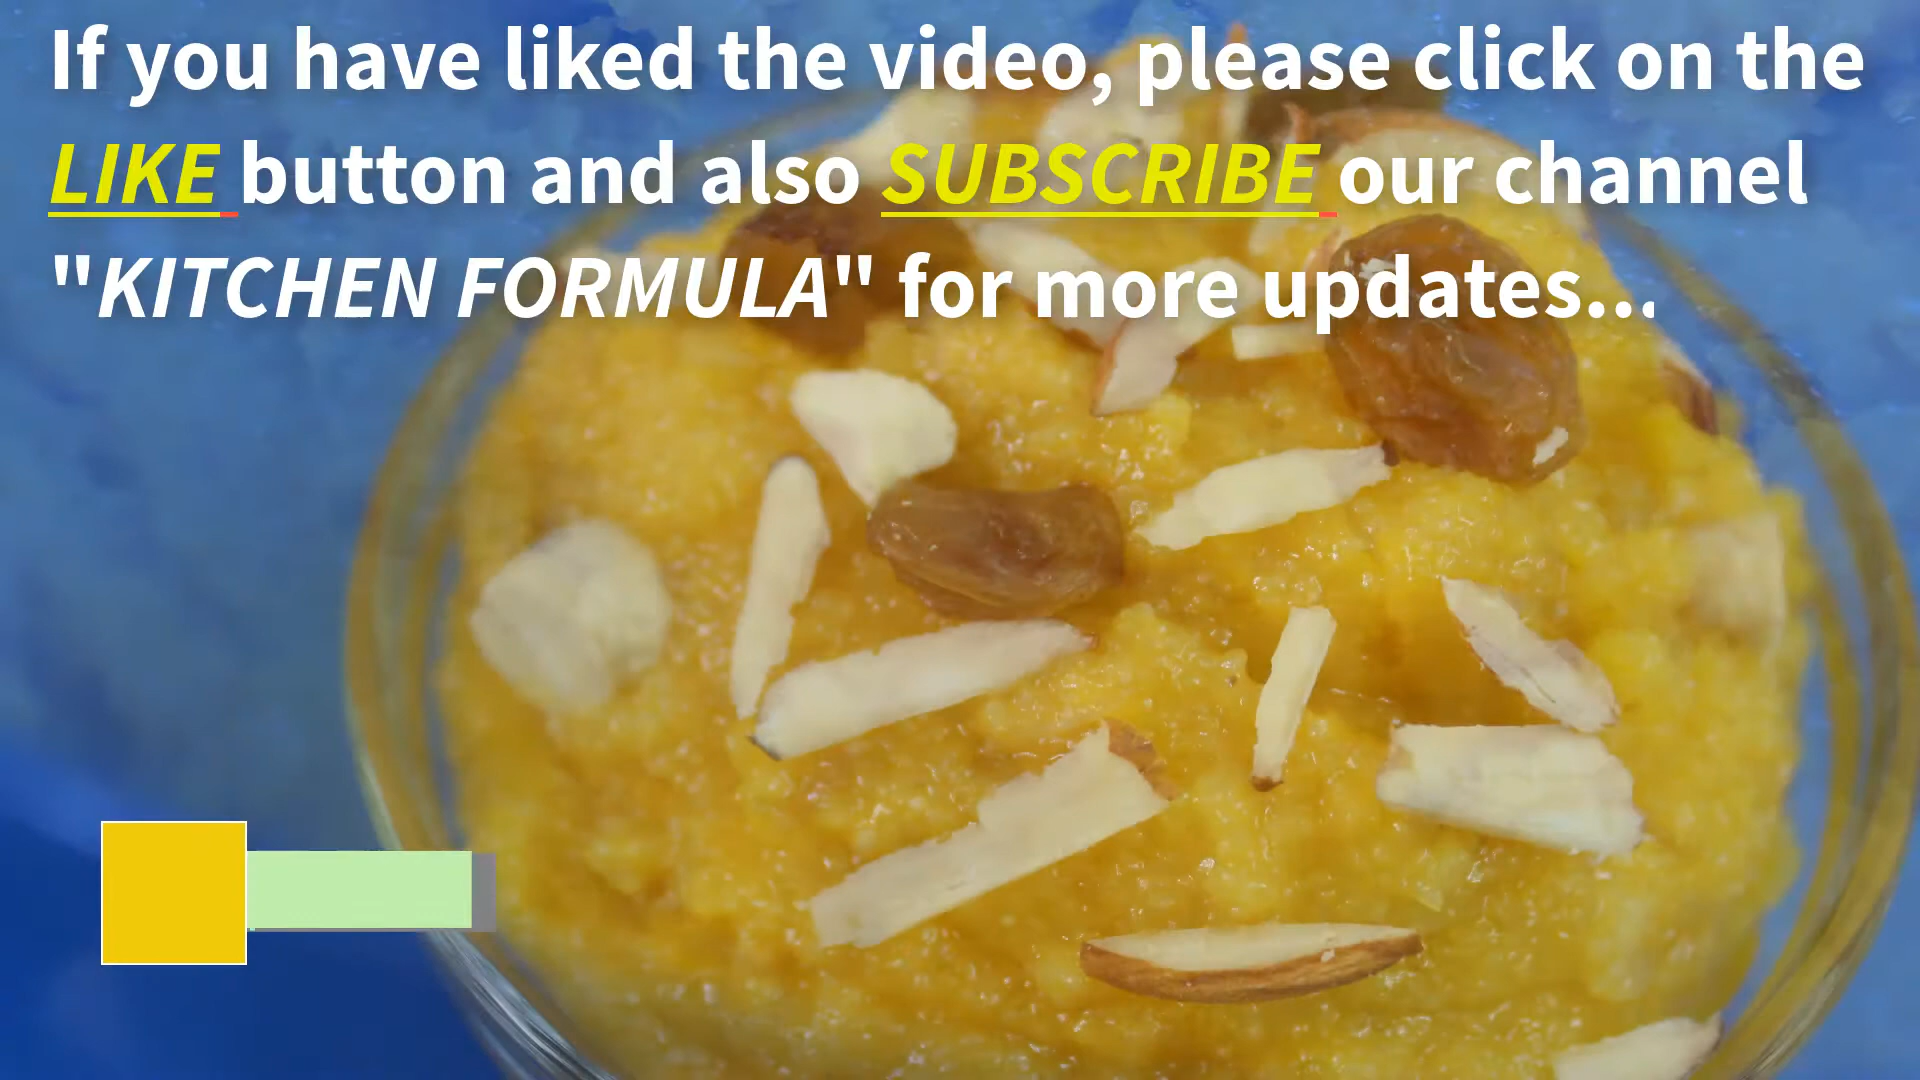 If you have liked the video, please click on the
LIKE button and also SUBSCRIBE our channel
"KITCHEN FORMULA" for more updates...